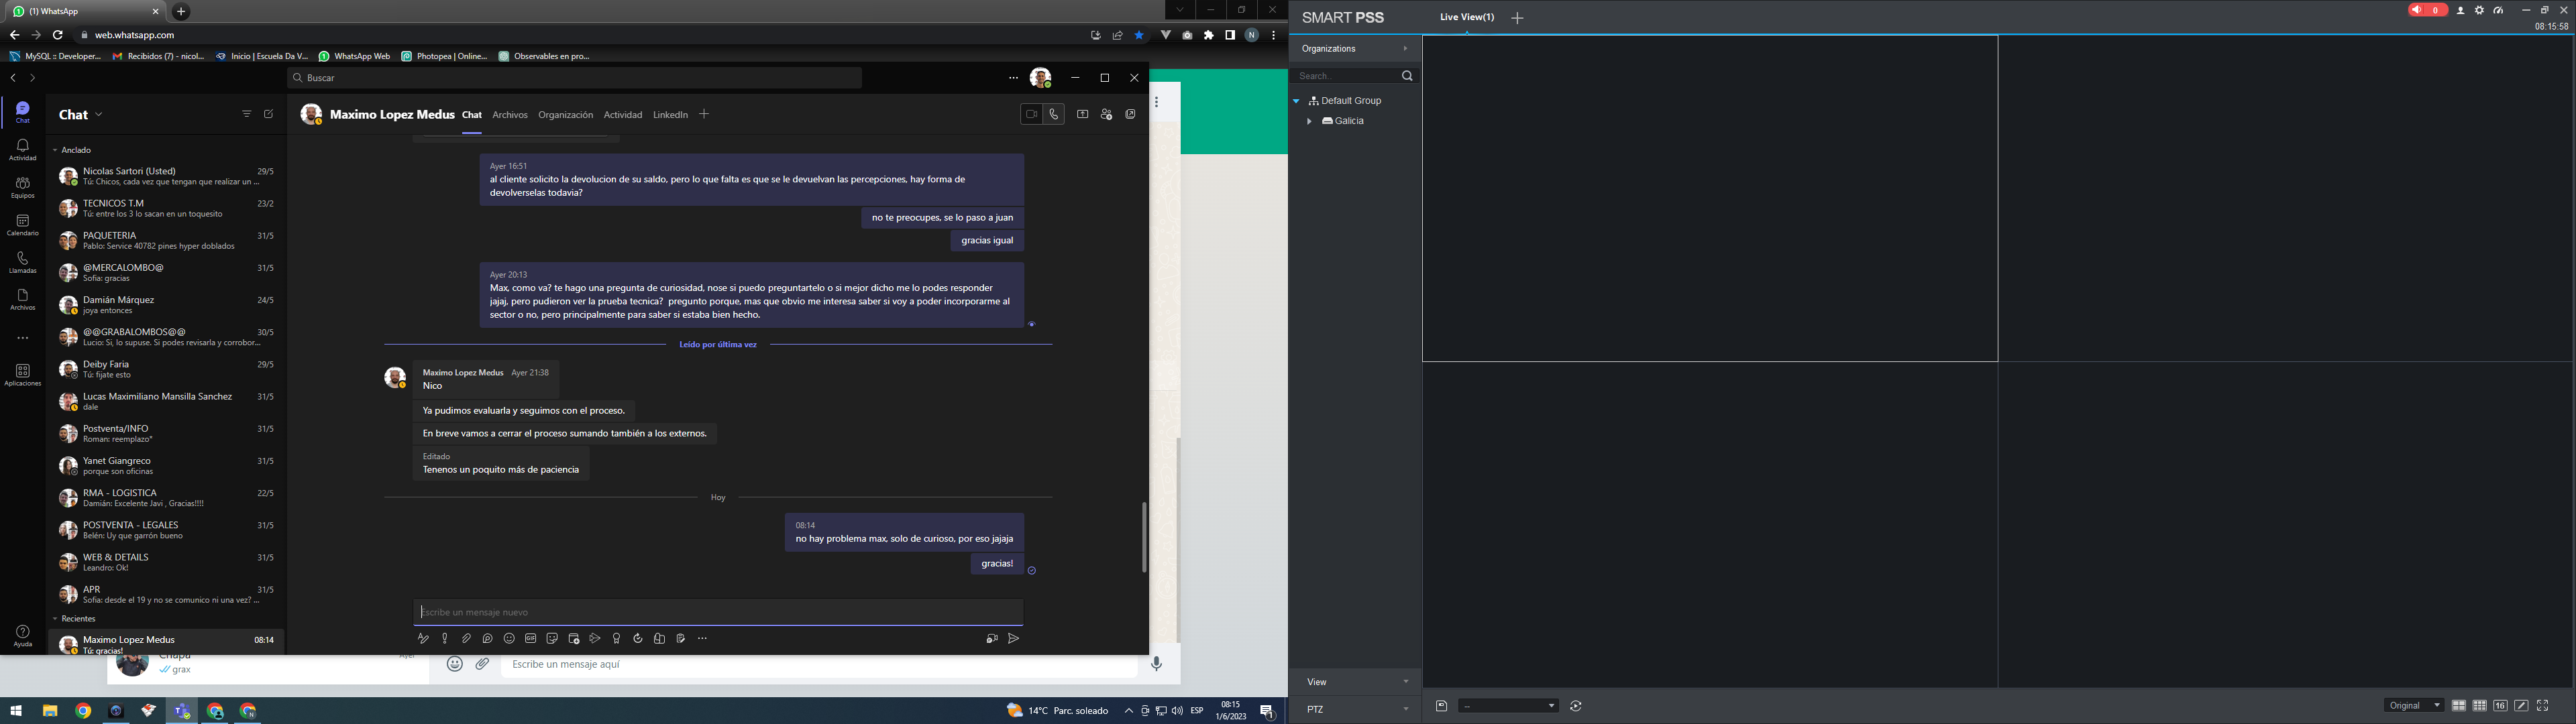 (1) WhatsApp
web.whatsapp.com
MySQL :: Developer...
Recibidos (7) - nicol...
Inicio | Escuela Da V...
WhatsApp Web
Photopea | Online...
Observables en pro...
Buscar
Chat
Actividad
Equipos
Calendario
Llamadas
Archivos
Aplicaciones
Ayuda
Chat
Anclado
Nicolas Sartori (Usted) 29/5
Tú: Chicos, cada vez que tengan que realizar un ...
TECNICOS T.M 23/2
Tú: entre los 3 lo sacan en un toquesito
PAQUETERIA 31/5
Pablo: Service 40782 pines hyper doblados
@MERCALOMBO@ 31/5
Sofia: gracias
Damián Márquez 24/5
joya entonces
@@GRABALOMBOS@@ 30/5
Lucio: Si, lo supuse. Si podes revisarla y corrobor...
Deiby Faria 29/5
Tú: fijate esto
Lucas Maximiliano Mansilla Sanchez 31/5
dale
Postventa/INFO 31/5
Roman: reemplazo*
Yanet Giangreco 31/5
porque son oficinas
RMA - LOGISTICA 22/5
Damián: Excelente Javi , Gracias!!!!
POSTVENTA - LEGALES 31/5
Belén: Uy que garrón bueno
WEB & DETAILS 31/5
Leandro: Ok!
APR 31/5
Sofia: desde el 19 y no se comunico ni una vez? ...
Recientes
Maximo Lopez Medus 08:14
Tú: gracias!
Maximo Lopez Medus Chat Archivos Organización Actividad LinkedIn
Ayer 16:51
al cliente solicito la devolucion de su saldo, pero lo que falta es que se le devuelvan las percepciones, hay forma de
devolverselas todavia?
no te preocupes, se lo paso a juan
gracias igual
Ayer 20:13
Max, como va? te hago una pregunta de curiosidad, nose si puedo preguntartelo o si mejor dicho me lo podes responder
jajaj, pero pudieron ver la prueba tecnica? pregunto porque, mas que obvio me interesa saber si voy a poder incorporarme al
sector o no, pero principalmente para saber si estaba bien hecho.
Leído por última vez
Maximo Lopez Medus Ayer 21:38
Nico
Ya pudimos evaluarla y seguimos con el proceso.
En breve vamos a cerrar el proceso sumando también a los externos.
Editado
Tenenos un poquito más de paciencia
Hoy
08:14
no hay problema max, solo de curioso, por eso jajaja
gracias!
Escribe un mensaje nuevo
GIF
Chapa
Ayer
grax
Escribe un mensaje aquí
14°C Parc. soleado
ESP
08:15
1/6/2023
1
SMART PSS
Live View(1)
0
08:15:58
Organizations
Search...
Default Group
Galicia
View
PTZ
--
Original
16